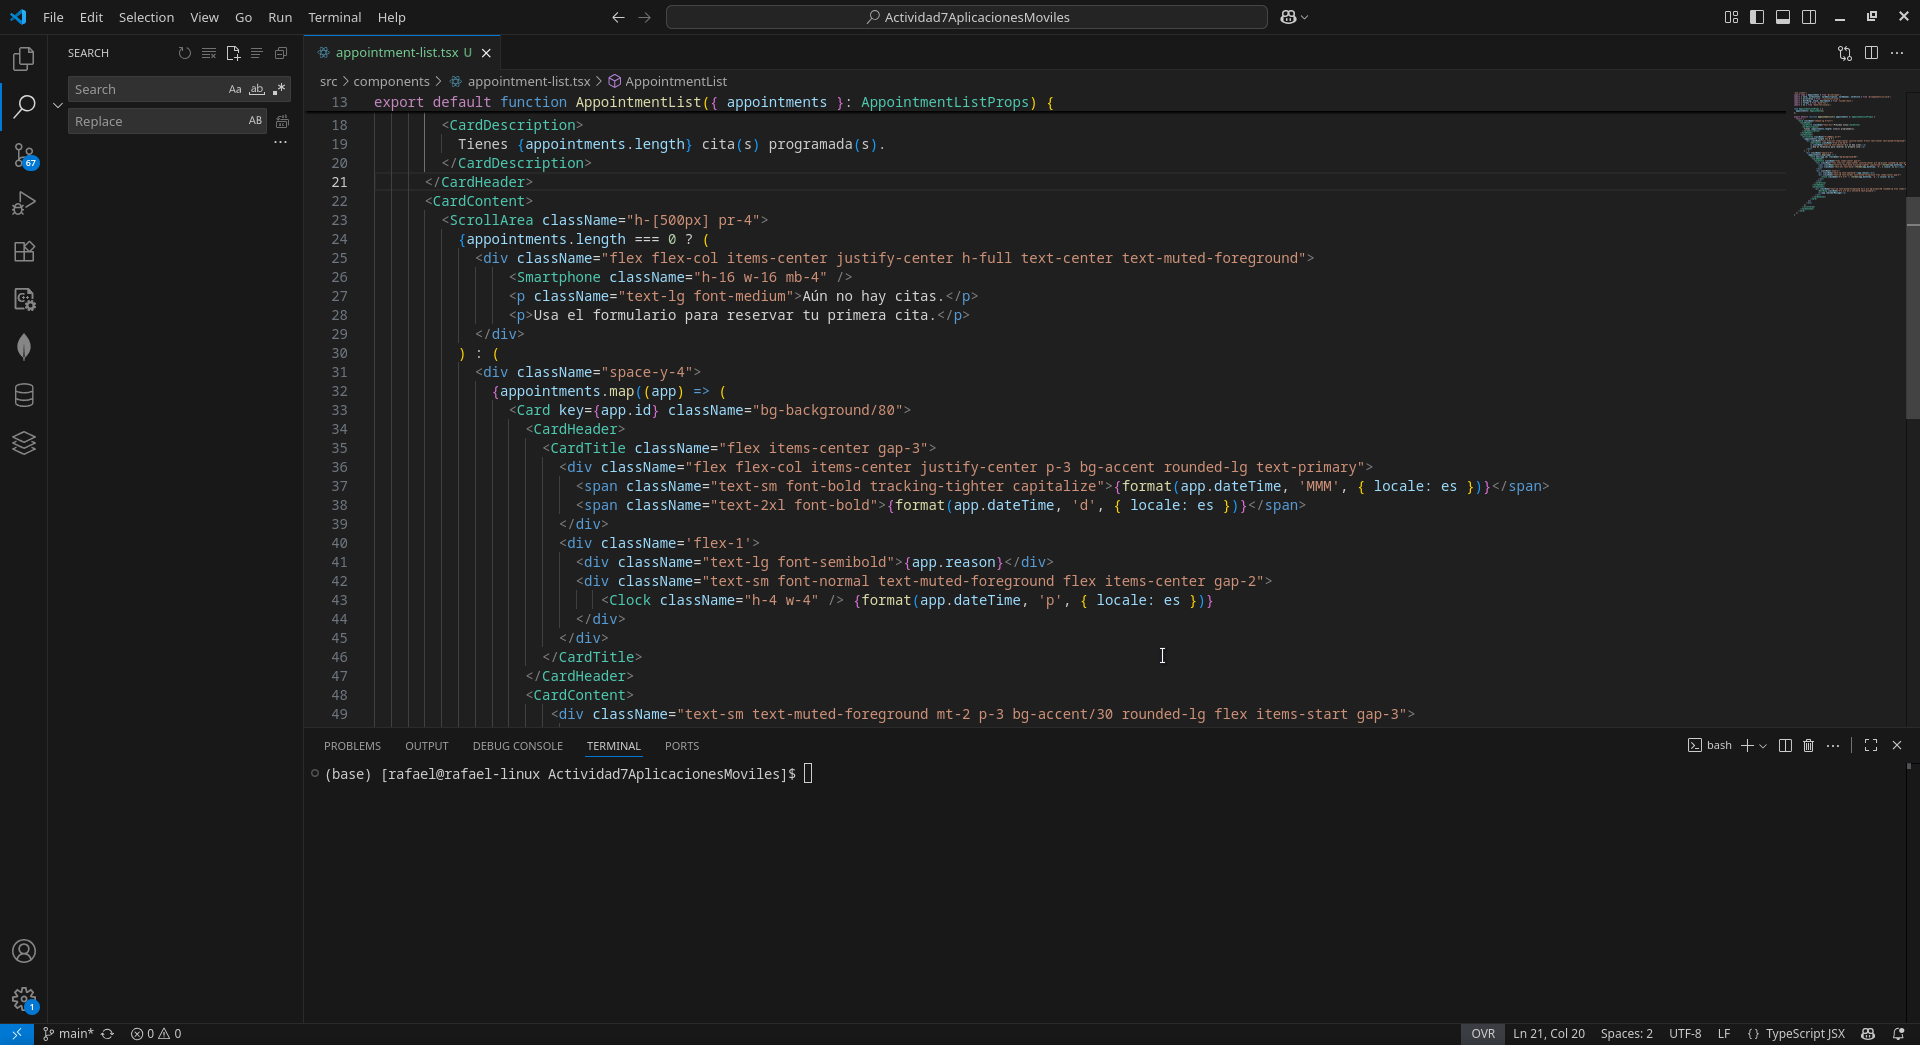 File Edit Selection View Go Run Terminal Help
Actividad7AplicacionesMoviles
SEARCH
Search Aa ab .*
Replace AB
67
1
appointment-list.tsx U
src > components > appointment-list.tsx > AppointmentList
13 export default function AppointmentList({ appointments }: AppointmentListProps) {
18 <CardDescription>
19 Tienes {appointments.length} cita(s) programada(s).
20 </CardDescription>
21 </CardHeader>
22 <CardContent>
23 <ScrollArea className="h-[500px] pr-4">
24 {appointments.length === 0 ? (
25 <div className="flex flex-col items-center justify-center h-full text-center text-muted-foreground">
26 <Smartphone className="h-16 w-16 mb-4" />
27 <p className="text-lg font-medium">Aún no hay citas.</p>
28 <p>Usa el formulario para reservar tu primera cita.</p>
29 </div>
30 ) : (
31 <div className="space-y-4">
32 {appointments.map((app) => (
33 <Card key={app.id} className="bg-background/80">
34 <CardHeader>
35 <CardTitle className="flex items-center gap-3">
36 <div className="flex flex-col items-center justify-center p-3 bg-accent rounded-lg text-primary">
37 <span className="text-sm font-bold tracking-tighter capitalize">{format(app.dateTime, 'MMM', { locale: es })}</span>
38 <span className="text-2xl font-bold">{format(app.dateTime, 'd', { locale: es })}</span>
39 </div>
40 <div className='flex-1'>
41 <div className="text-lg font-semibold">{app.reason}</div>
42 <div className="text-sm font-normal text-muted-foreground flex items-center gap-2">
43 <Clock className="h-4 w-4" /> {format(app.dateTime, 'p', { locale: es })}
44 </div>
45 </div>
46 </CardTitle>
47 </CardHeader>
48 <CardContent>
49 <div className="text-sm text-muted-foreground mt-2 p-3 bg-accent/30 rounded-lg flex items-start gap-3">
PROBLEMS OUTPUT DEBUG CONSOLE TERMINAL PORTS
bash
(base) [rafael@rafael-linux Actividad7AplicacionesMoviles]$
main* 0 0
OVR Ln 21, Col 20 Spaces: 2 UTF-8 LF {} TypeScript JSX